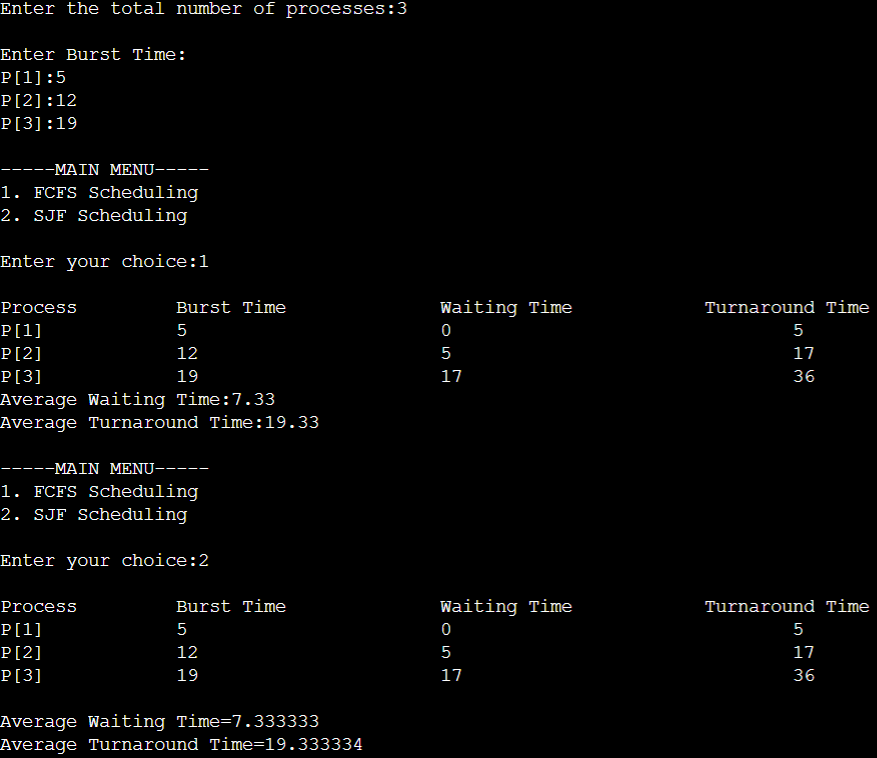 Enter the total number of processes:3
Enter Burst Time:
P[1]:5
P[2]:12
P[3]:19
-----MAIN MENU-----
1. FCFS Scheduling
2. SJF Scheduling
Enter your choice:1
Process Burst Time Waiting Time Turnaround Time
P[1] 5 0 5
P[2] 12 5 17
P[3] 19 17 36
Average Waiting Time:7.33
Average Turnaround Time:19.33
-----MAIN MENU-----
1. FCFS Scheduling
2. SJF Scheduling
Enter your choice:2
Process Burst Time Waiting Time Turnaround Time
P[1] 5 0 5
P[2] 12 5 17
P[3] 19 17 36
Average Waiting Time=7.333333
Average Turnaround Time=19.333334